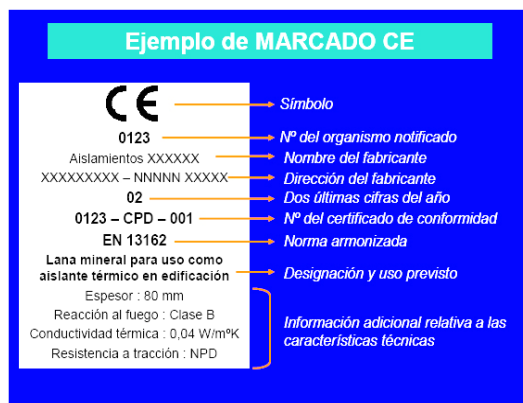 Ejemplo de MARCADO CE
CE
Símbolo
0123
Nº del organismo notificado
Aislamientos XXXXXX
Nombre del fabricante
XXXXXXXXX – NNNNN XXXXX
Dirección del fabricante
02
Dos últimas cifras del año
0123 – CPD – 001
Nº del certificado de conformidad
EN 13162
Norma armonizada
Lana mineral para uso como
aislante térmico en edificación
Designación y uso previsto
Espesor : 80 mm
Reacción al fuego : Clase B
Conductividad térmica : 0,04 W/mºK
Resistencia a tracción : NPD
Información adicional relativa a las
características técnicas